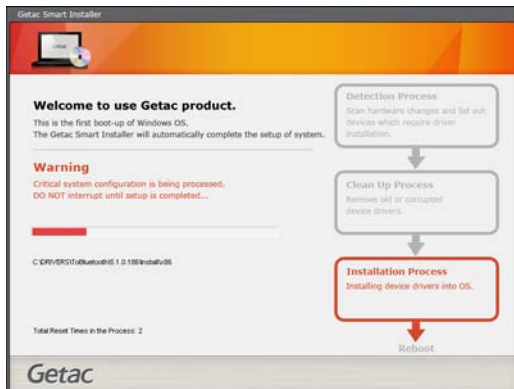 Getac Smart Installer
Welcome to use Getac product.
This is the first boot-up of Windows OS.
The Getac Smart Installer will automatically complete the setup of system.
Warning
Critical system configuration is being processed.
DO NOT interrupt until setup is completed...
Total Reset Times in the Process: 2
Detection Process
Scan hardware changes and list out
devices which require driver
installation.
Clean Up Process
Remove old or corrupted
device drivers.
Installation Process
Installing device drivers into OS.
Reboot
Getac